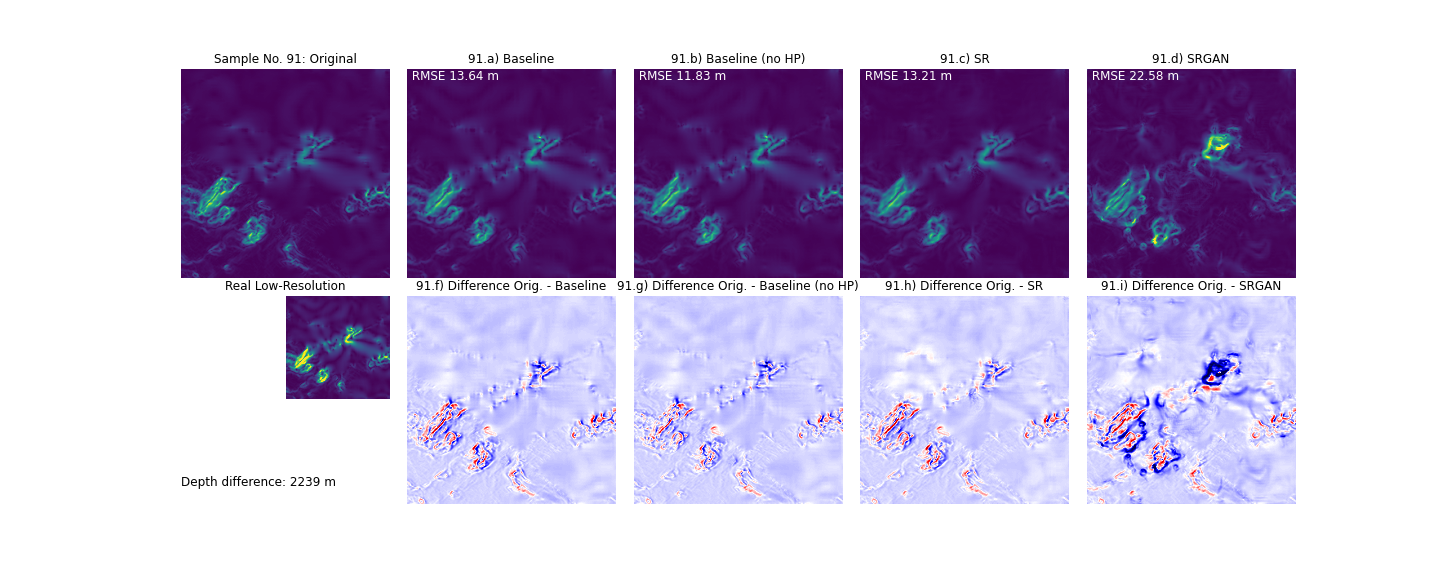 Sample No. 91: Original
91.a) Baseline
91.b) Baseline (no HP)
91.c) SR
91.d) SRGAN
RMSE 13.64 m
RMSE 11.83 m
RMSE 13.21 m
RMSE 22.58 m
Real Low-Resolution
91.f) Difference Orig. - Baseline
91.g) Difference Orig. - Baseline (no HP)
91.h) Difference Orig. - SR
91.i) Difference Orig. - SRGAN
Depth difference: 2239 m